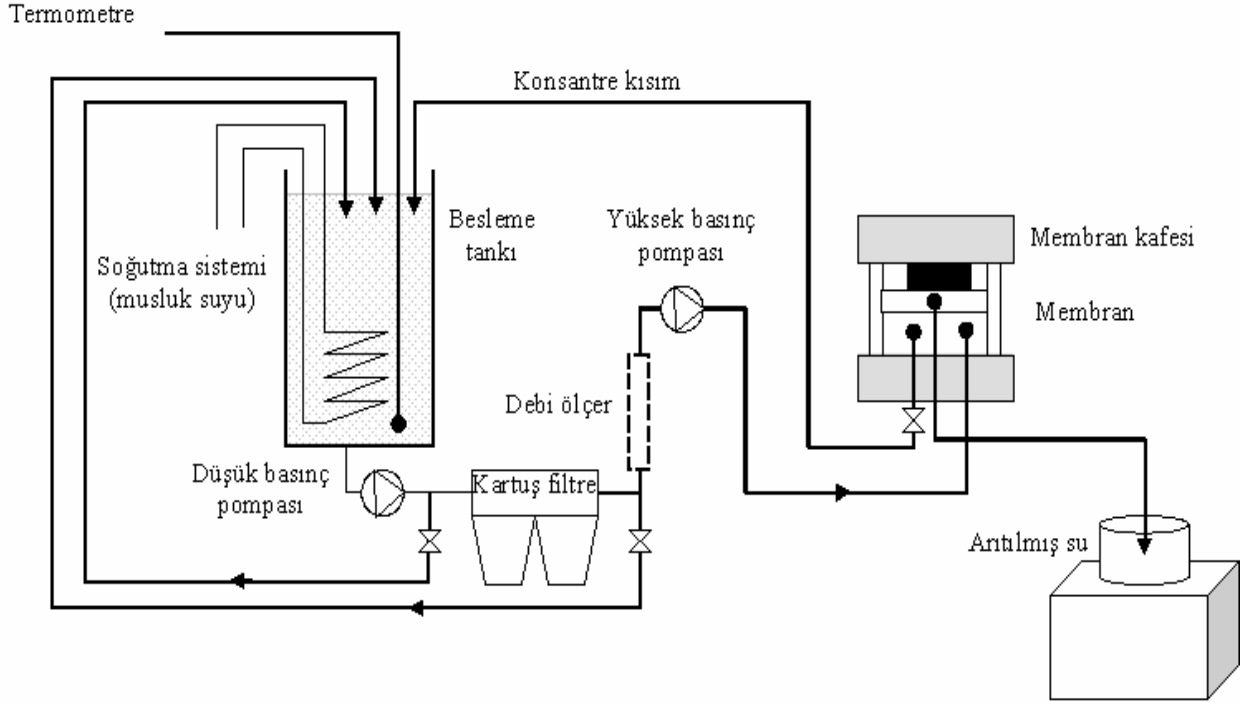 Termometre
Konsantre kısım
Besleme
tankı
Yüksek basınç
pompası
Membran kafesi
Soğutma sistemi
(musluk suyu)
Membran
Debi ölçer
Düşük basınç
pompası
Kartuş filtre
Arıtılmış su